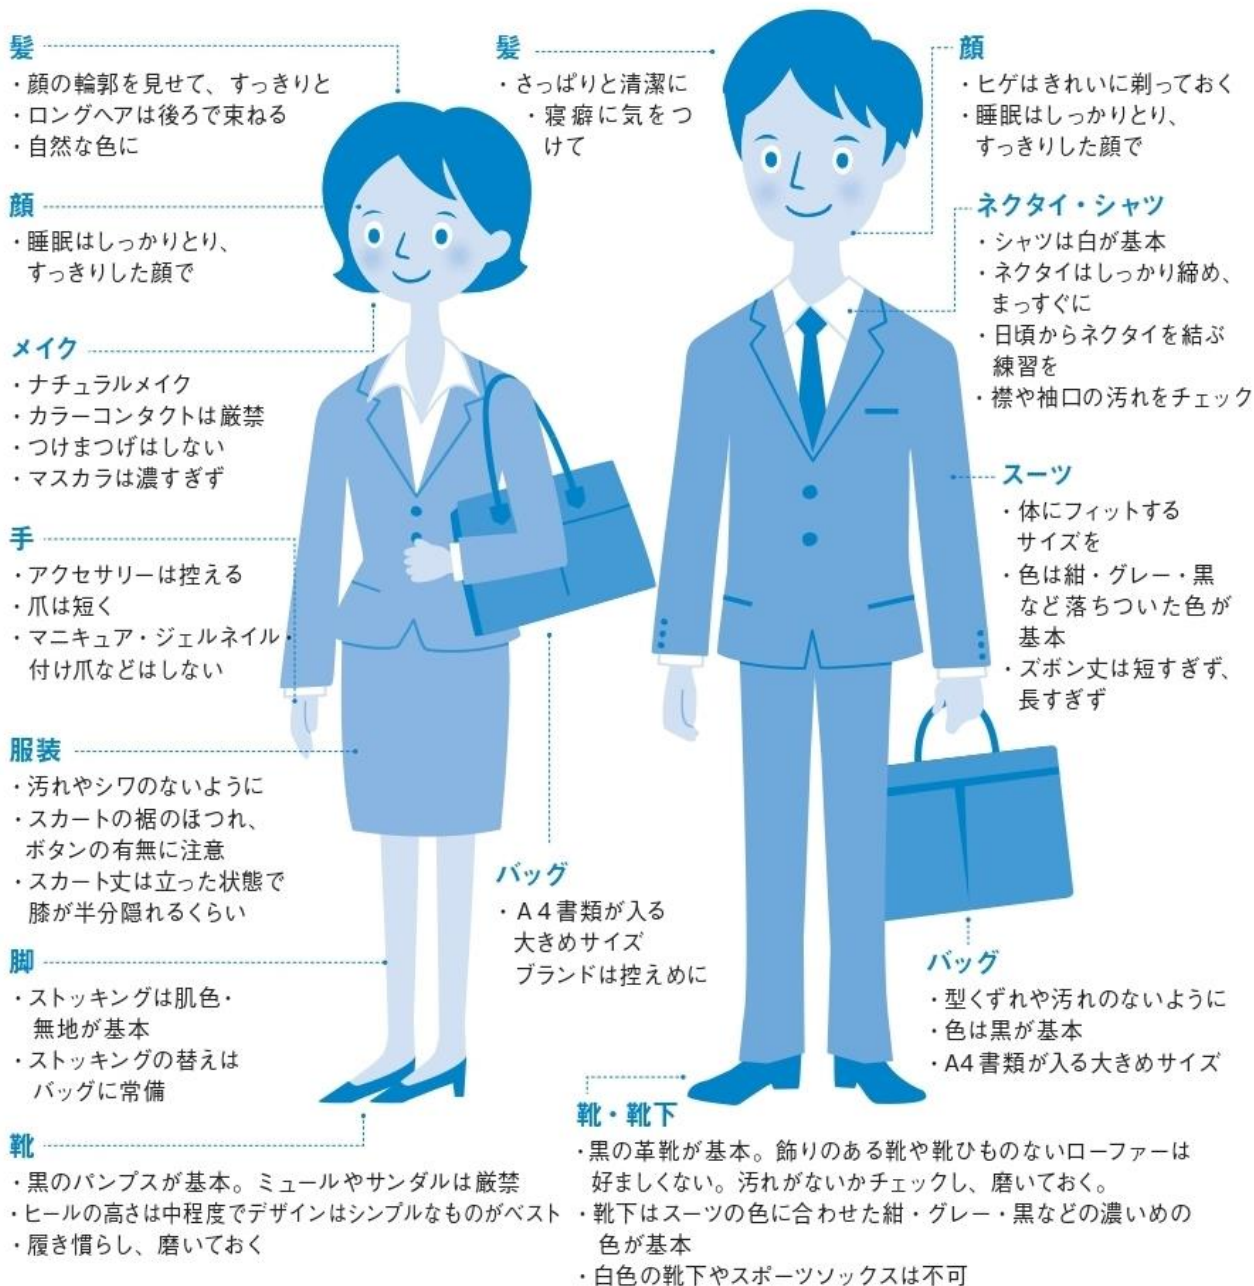 髪
・顔の輪郭を見せて、すっきりと
・ロングヘアは後ろで束ねる
・自然な色に
顔
・睡眠はしっかりとり、
すっきりした顔で
メイク
・ナチュラルメイク
・カラーコンタクトは厳禁
・つけまつげはしない
・マスカラは濃すぎず
手
・アクセサリーは控える
・爪は短く
・マニキュア・ジェルネイル・
付け爪などはしない
服装
・汚れやシワのないように
・スカートの裾のほつれ、
ボタンの有無に注意
・スカート丈は立った状態で
膝が半分隠れるくらい
脚
・ストッキングは肌色・
無地が基本
・ストッキングの替えは
バッグに常備
靴
・黒のパンプスが基本。ミュールやサンダルは厳禁
・ヒールの高さは中程度でデザインはシンプルなものがベスト
・履き慣らし、磨いておく
バッグ
・A4書類が入る
大きめサイズ
ブランドは控えめに
髪
・さっぱりと清潔に
・寝癖に気をつ
けて
顔
・ヒゲはきれいに剃っておく
・睡眠はしっかりとり、
すっきりした顔で
ネクタイ・シャツ
・シャツは白が基本
・ネクタイはしっかり締め、
まっすぐに
・日頃からネクタイを結ぶ
練習を
・襟や袖口の汚れをチェック
スーツ
・体にフィットする
サイズを
・色は紺・グレー・黒
など落ちついた色が
基本
・ズボン丈は短すぎず、
長すぎず
バッグ
・型くずれや汚れのないように
・色は黒が基本
・A4書類が入る大きめサイズ
靴・靴下
・黒の革靴が基本。飾りのある靴や靴ひものないローファーは
好ましくない。汚れがないかチェックし、磨いておく。
・靴下はスーツの色に合わせた紺・グレー・黒などの濃いめの
色が基本
・白色の靴下やスポーツソックスは不可